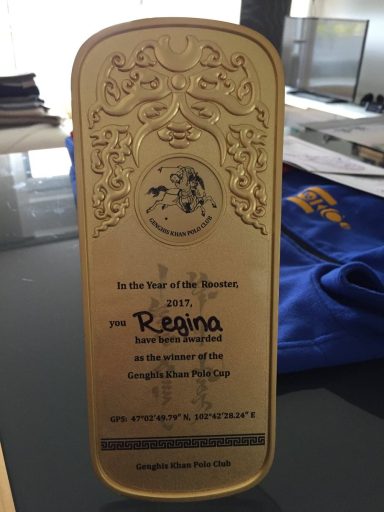 GENGHIS KHAN POLO CLUB
In the Year of the Rooster,
2017,
you Regina
have been awarded
as the winner of the
Genghis Khan Polo Cup
GPS: 47°02'49.79" N, 102°42'28.24" E
Genghis Khan Polo Club